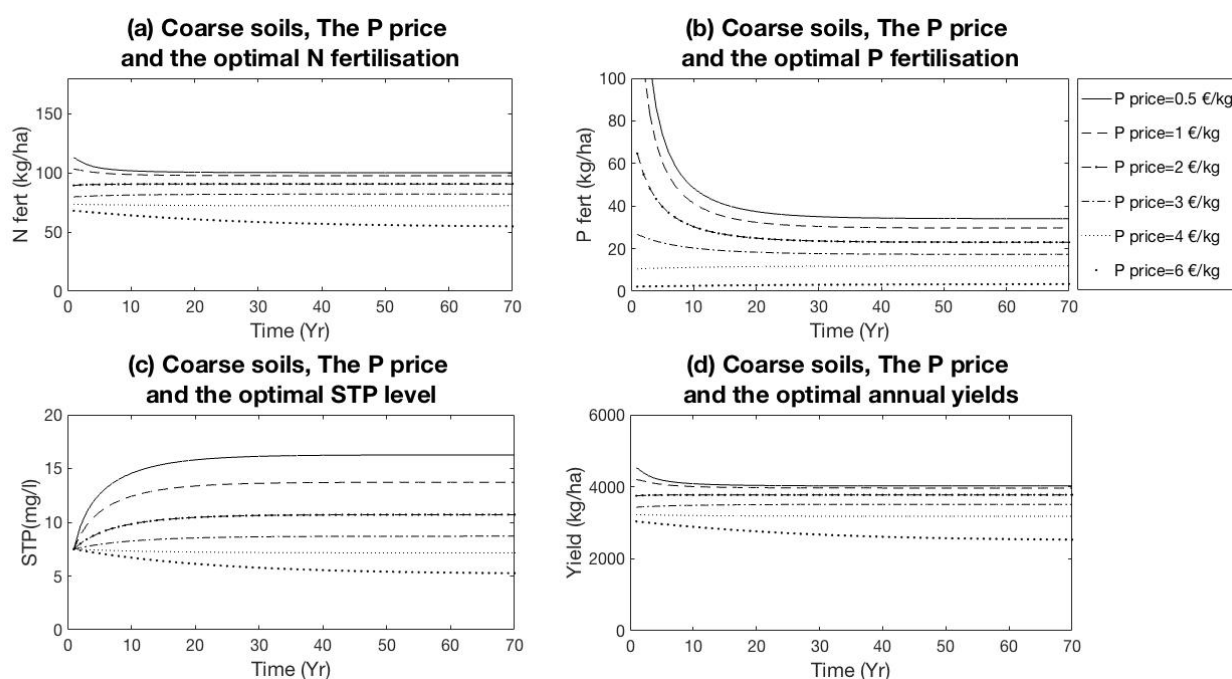 (a) Coarse soils, The P price
and the optimal N fertilisation
N fert (kg/ha)
150
100
50
0
0 10 20 30 40 50 60 70
Time (Yr)
(b) Coarse soils, The P price
and the optimal P fertilisation
P fert (kg/ha)
100
80
60
40
20
0
0 10 20 30 40 50 60 70
Time (Yr)
P price=0.5 €/kg
P price=1 €/kg
P price=2 €/kg
P price=3 €/kg
P price=4 €/kg
P price=6 €/kg
(c) Coarse soils, The P price
and the optimal STP level
STP(mg/l)
20
15
10
5
0
0 10 20 30 40 50 60 70
Time (Yr)
(d) Coarse soils, The P price
and the optimal annual yields
Yield (kg/ha)
6000
4000
2000
0
0 10 20 30 40 50 60 70
Time (Yr)